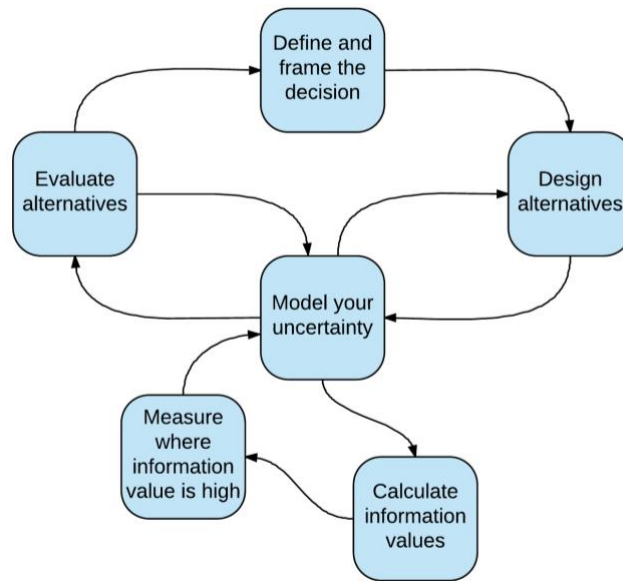 Define and
frame the
decision
Evaluate
alternatives
Design
alternatives
Model your
uncertainty
Measure
where
information
value is high
Calculate
information
values